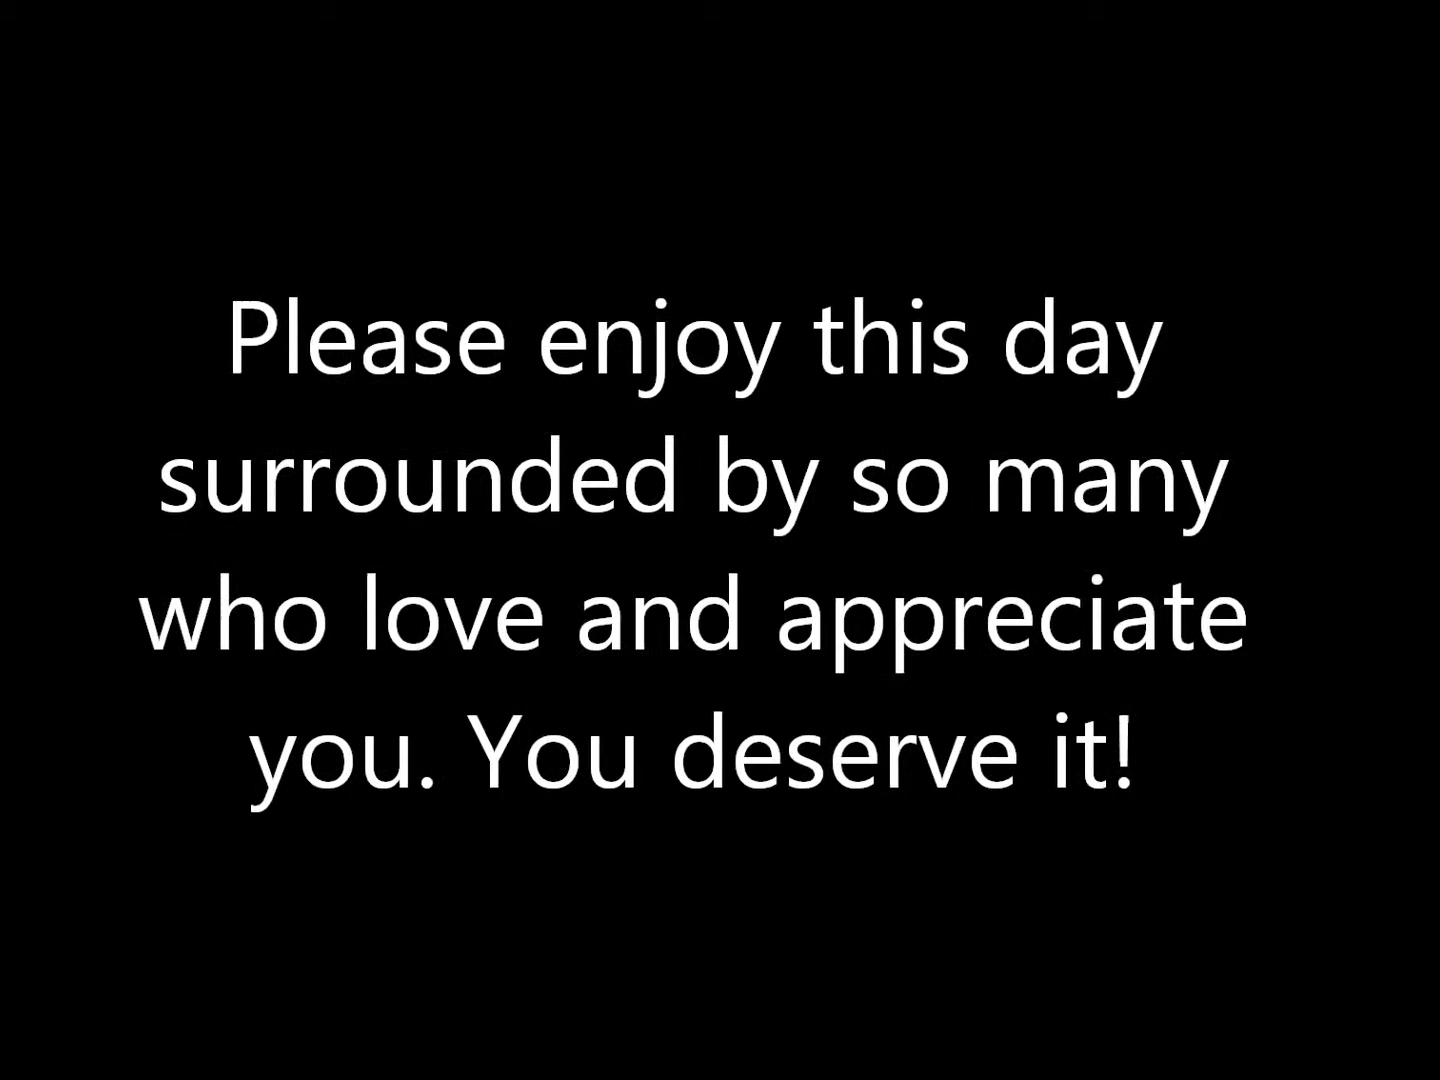 Please enjoy this day
surrounded by so many
who love and appreciate
you. You deserve it!